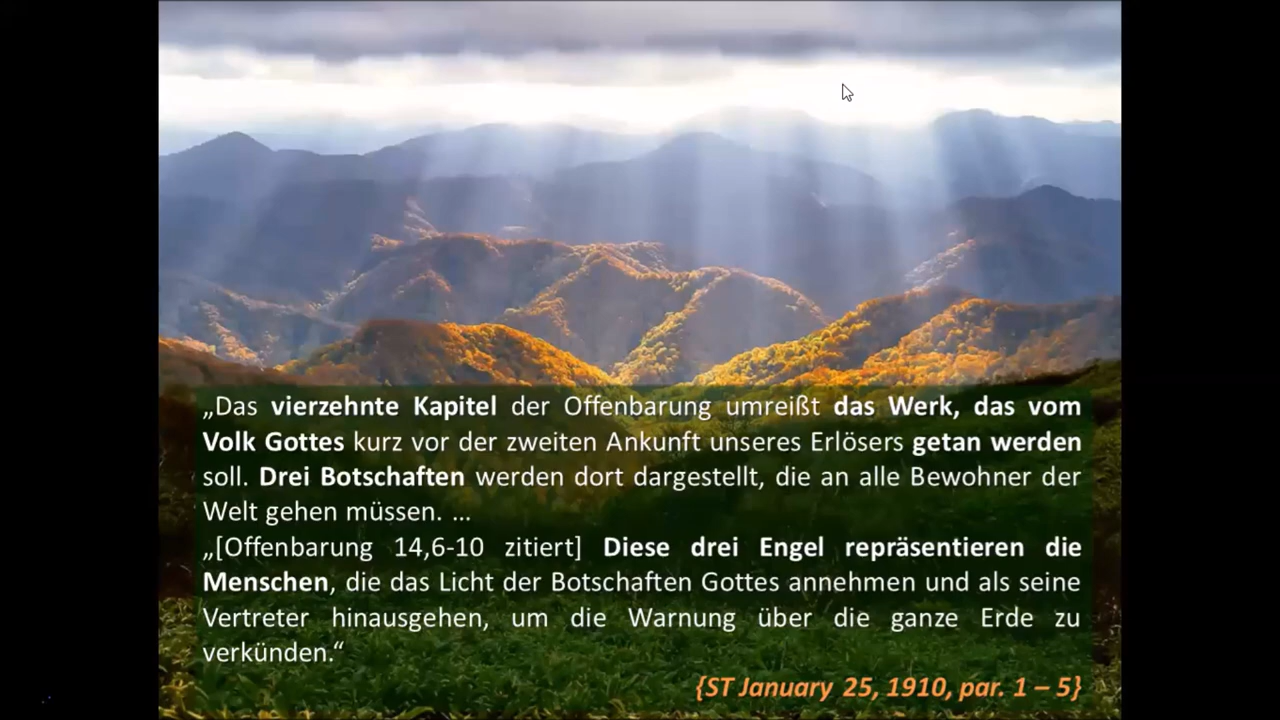 „Das vierzehnte Kapitel der Offenbarung umreißt das Werk, das vom
Volk Gottes kurz vor der zweiten Ankunft unseres Erlösers getan werden
soll. Drei Botschaften werden dort dargestellt, die an alle Bewohner der
Welt gehen müssen. …
„[Offenbarung 14,6-10 zitiert] Diese drei Engel repräsentieren die
Menschen, die das Licht der Botschaften Gottes annehmen und als seine
Vertreter hinausgehen, um die Warnung über die ganze Erde zu
verkünden.“
{ST January 25, 1910, par. 1 – 5}